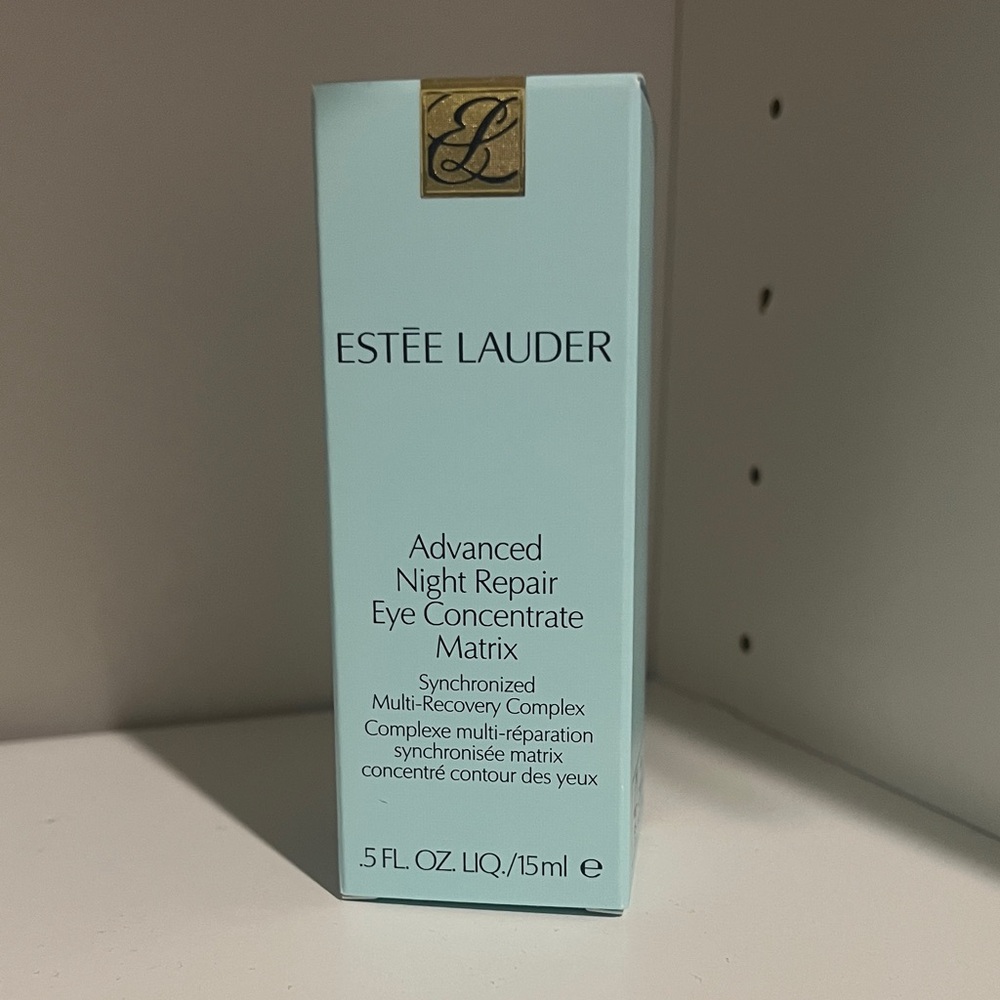 EL
ESTĒE LAUDER
Advanced
Night Repair
Eye Concentrate
Matrix
Synchronized
Multi-Recovery Complex
Complexe multi-réparation
synchronisée matrix
concentré contour des yeux
.5 FL. OZ. LIQ./15ml ℮